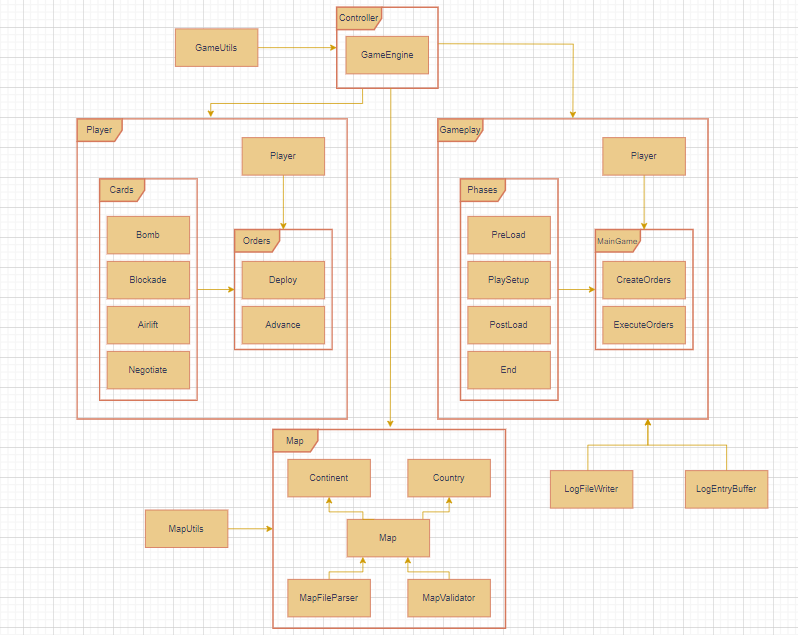 Controller
GameUtils
GameEngine
Player
Player
Cards
Bomb
Blockade
Airlift
Negotiate
Orders
Deploy
Advance
Gameplay
Player
Phases
PreLoad
PlaySetup
PostLoad
End
MainGame
CreateOrders
ExecuteOrders
Map
Continent
Country
Map
MapFileParser
MapValidator
MapUtils
LogFileWriter
LogEntryBuffer